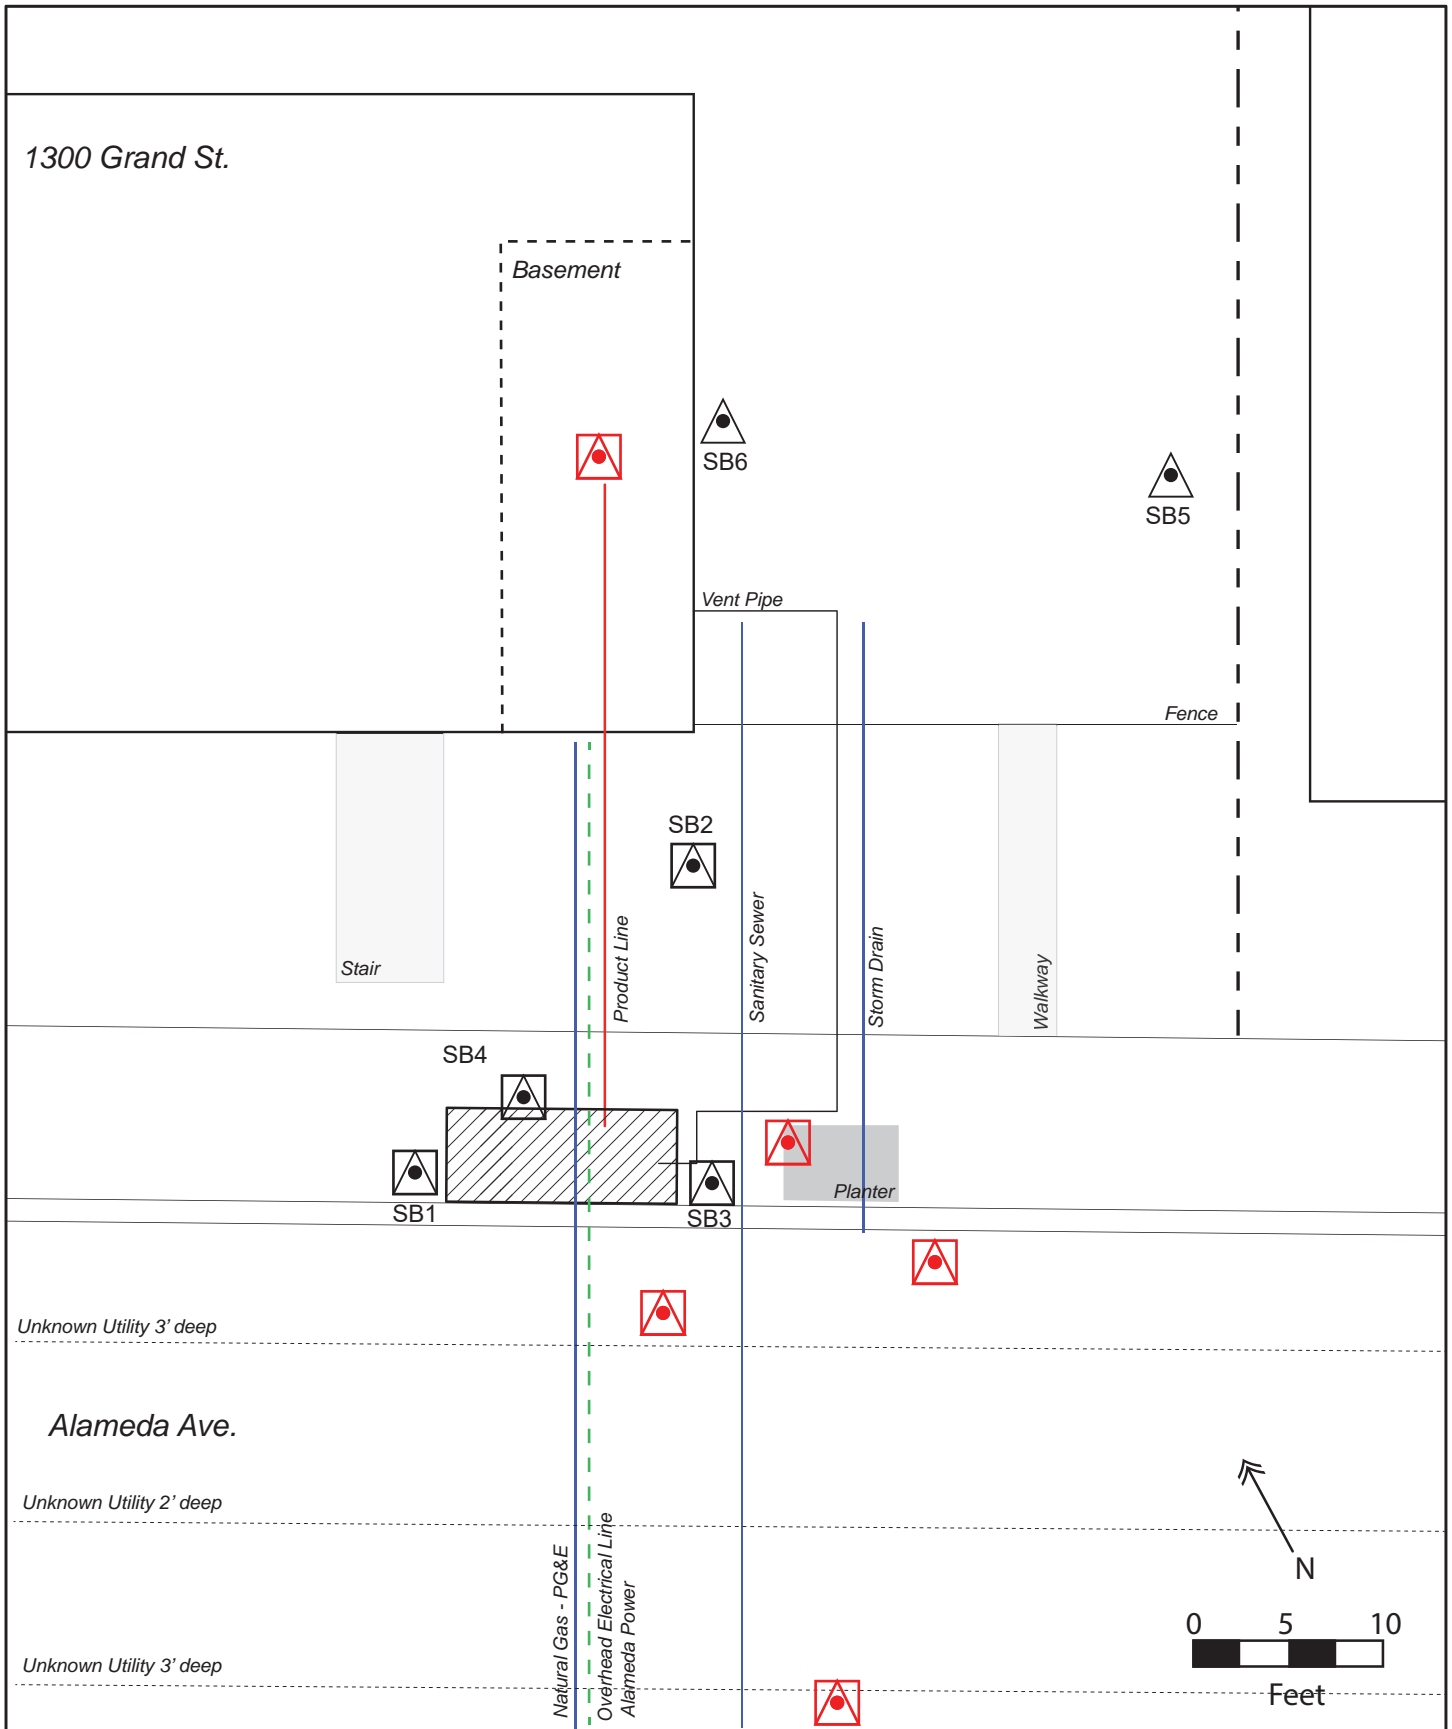 1300 Grand St.
Basement
SB6
SB5
Vent Pipe
Fence
SB2
Stair
Product Line
Sanitary Sewer
Storm Drain
Walkway
SB4
Planter
SB1
SB3
Unknown Utility 3’ deep
Alameda Ave.
Unknown Utility 2’ deep
Natural Gas - PG&E
Overhead Electrical Line
Alameda Power
N
0 5 10
Feet
Unknown Utility 3’ deep